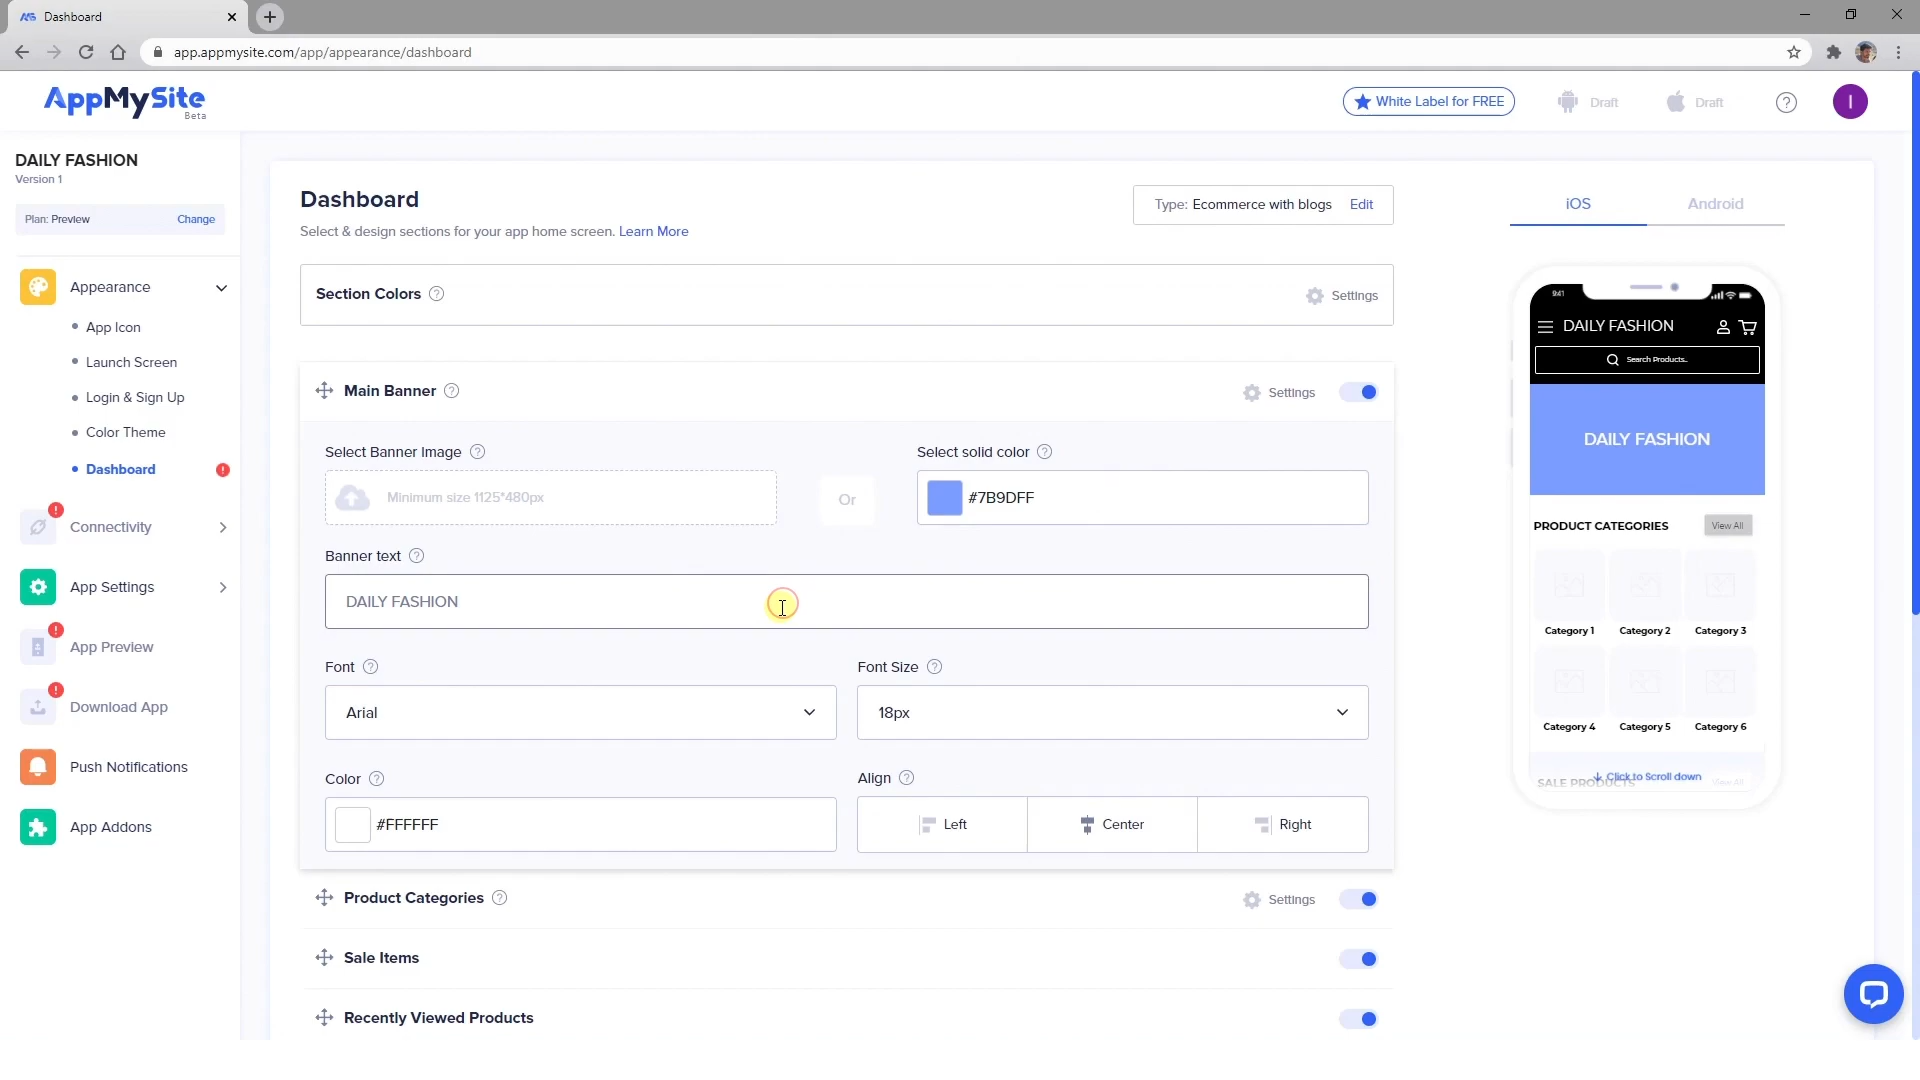 Dashboard
app.appmysite.com/app/appearance/dashboard
AppMySite
Beta
White Label for FREE
Draft
Draft
?
I
DAILY FASHION
Version 1
Plan: Preview
Change
Appearance
App Icon
Launch Screen
Login & Sign Up
Color Theme
Dashboard
!
Connectivity
!
App Settings
App Preview
!
Download App
!
Push Notifications
App Addons
Dashboard
Select & design sections for your app home screen. Learn More
Type: Ecommerce with blogs Edit
Section Colors ?
Settings
Main Banner ?
Settings
Select Banner Image ?
Minimum size 1125*480px
Or
Select solid color ?
#7B9DFF
Banner text ?
DAILY FASHION
Font ?
Arial
Font Size ?
18px
Color ?
#FFFFFF
Align ?
Left
Center
Right
Product Categories ?
Settings
Sale Items
Recently Viewed Products
iOS
Android
9:41
DAILY FASHION
Search Products..
DAILY FASHION
PRODUCT CATEGORIES
View All
Category 1
Category 2
Category 3
Category 4
Category 5
Category 6
SALE PRODUCTS
Click to Scroll down
View All